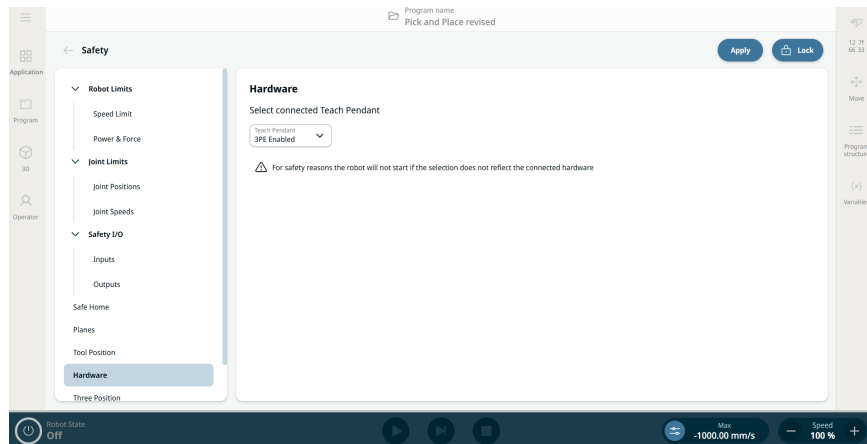 Program name
Pick and Place revised
Safety
Apply
Lock
Application
Program
3D
Operator
Robot Limits
Speed Limit
Power & Force
Joint Limits
Joint Positions
Joint Speeds
Safety I/O
Inputs
Outputs
Safe Home
Planes
Tool Position
Hardware
Three Position
Hardware
Select connected Teach Pendant
Teach Pendant
3PE Enabled
For safety reasons the robot will not start if the selection does not reflect the connected hardware
66 33
Move
Program
structure
{x}
Variable
Robot State
Off
Max
-1000.00 mm/s
Speed
100 %